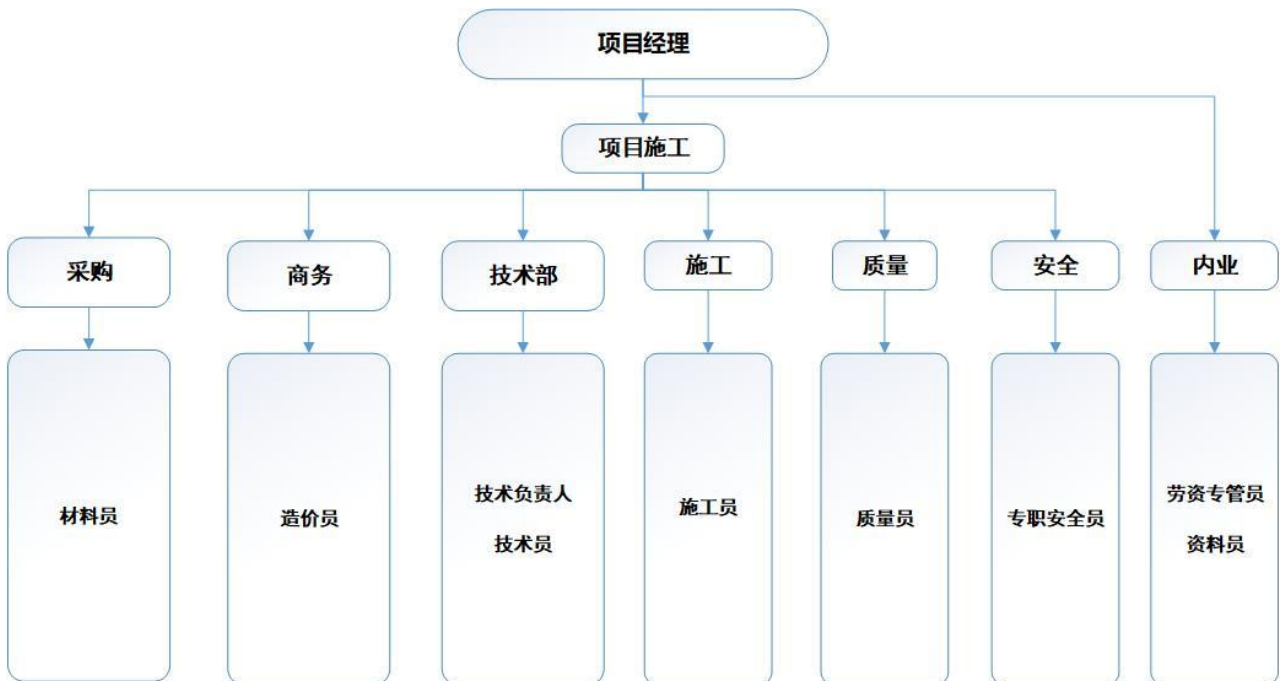 项目经理
项目施工
采购
商务
技术部
施工
质量
安全
内业
材料员
造价员
技术负责人
技术员
施工员
质量员
专职安全员
劳资专管员
资料员